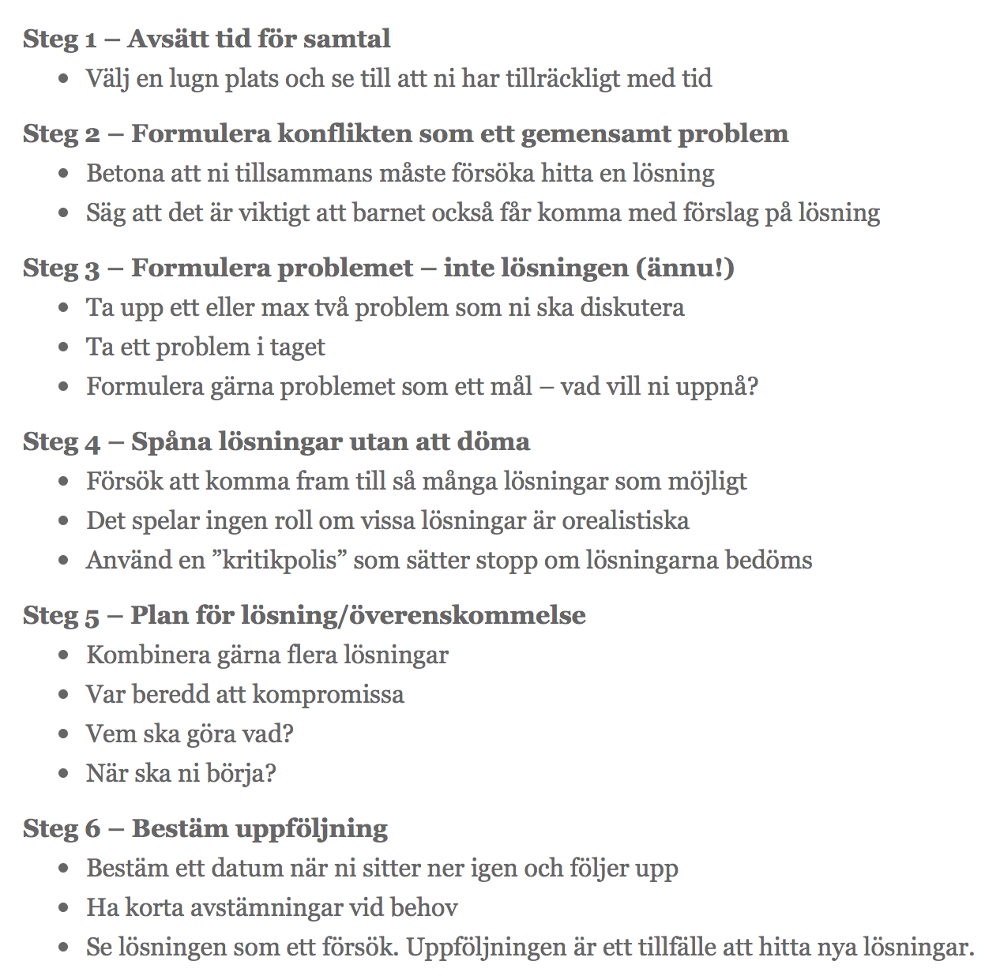 Steg 1 – Avsätt tid för samtal
• Välj en lugn plats och se till att ni har tillräckligt med tid
Steg 2 – Formulera konflikten som ett gemensamt problem
• Betona att ni tillsammans måste försöka hitta en lösning
• Säg att det är viktigt att barnet också får komma med förslag på lösning
Steg 3 – Formulera problemet – inte lösningen (ännu!)
• Ta upp ett eller max två problem som ni ska diskutera
• Ta ett problem i taget
• Formulera gärna problemet som ett mål – vad vill ni uppnå?
Steg 4 – Spåna lösningar utan att döma
• Försök att komma fram till så många lösningar som möjligt
• Det spelar ingen roll om vissa lösningar är orealistiska
• Använd en ”kritikpolis” som sätter stopp om lösningarna bedöms
Steg 5 – Plan för lösning/överenskommelse
• Kombinera gärna flera lösningar
• Var beredd att kompromissa
• Vem ska göra vad?
• När ska ni börja?
Steg 6 – Bestäm uppföljning
• Bestäm ett datum när ni sitter ner igen och följer upp
• Ha korta avstämningar vid behov
• Se lösningen som ett försök. Uppföljningen är ett tillfälle att hitta nya lösningar.